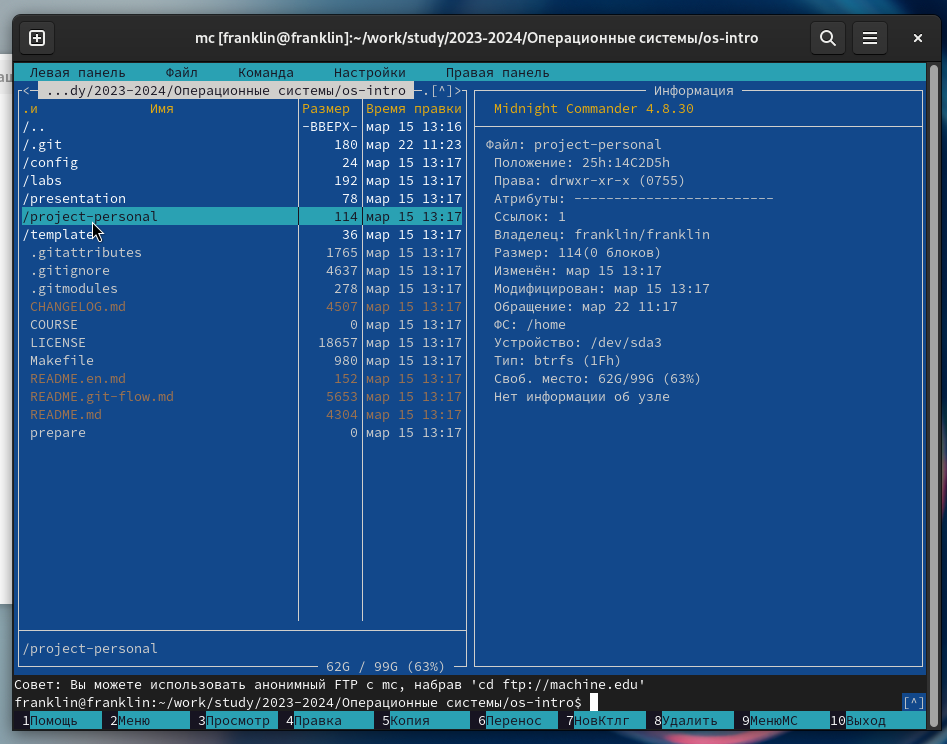 mc [franklin@franklin]:~/work/study/2023-2024/Операционные системы/os-intro
Левая панель Файл Команда Настройки Правая панель
<— ...dy/2023-2024/Операционные системы/os-intro —.[^]>
.и Имя Размер Время правки
/.. -ВВЕРХ- мар 15 13:16
/.git 180 мар 22 11:23
/config 24 мар 15 13:17
/labs 192 мар 15 13:17
/presentation 78 мар 15 13:17
/project-personal 114 мар 15 13:17
/template 36 мар 15 13:17
.gitattributes 1765 мар 15 13:17
.gitignore 4637 мар 15 13:17
.gitmodules 278 мар 15 13:17
CHANGELOG.md 4507 мар 15 13:17
COURSE 0 мар 15 13:17
LICENSE 18657 мар 15 13:17
Makefile 980 мар 15 13:17
README.en.md 152 мар 15 13:17
README.git-flow.md 5653 мар 15 13:17
README.md 4304 мар 15 13:17
prepare 0 мар 15 13:17
/project-personal
62G / 99G (63%)
Информация
Midnight Commander 4.8.30
Файл: project-personal
Положение: 25h:14C2D5h
Права: drwxr-xr-x (0755)
Атрибуты: -------------------------
Ссылок: 1
Владелец: franklin/franklin
Размер: 114(0 блоков)
Изменён: мар 15 13:17
Модифицирован: мар 15 13:17
Обращение: мар 22 11:17
ФС: /home
Устройство: /dev/sda3
Тип: btrfs (1Fh)
Своб. место: 62G/99G (63%)
Нет информации об узле
Совет: Вы можете использовать анонимный FTP с mc, набрав 'cd ftp://machine.edu'
franklin@franklin:~/work/study/2023-2024/Операционные системы/os-intro$ [^]
1Помощь 2Меню 3Просмотр 4Правка 5Копия 6Перенос 7НовКтлг 8Удалить 9МенюМС 10Выход